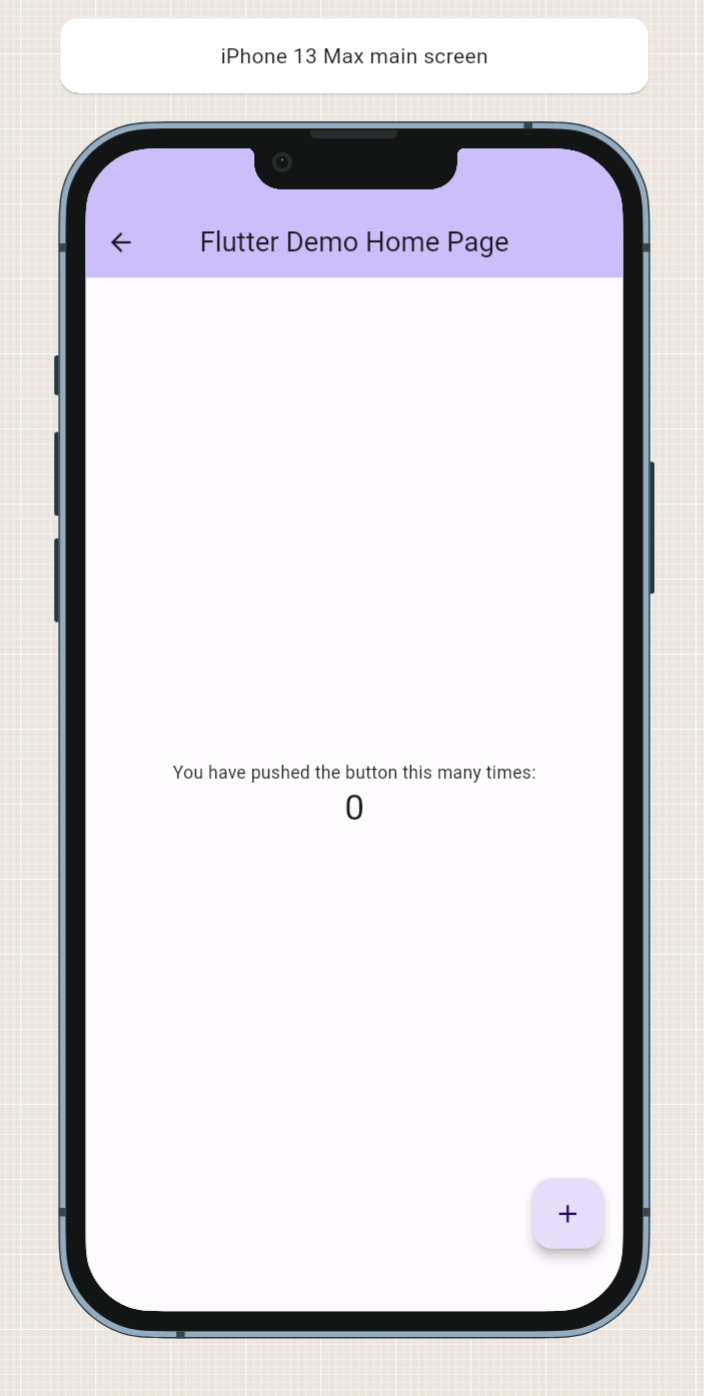 iPhone 13 Max main screen
Flutter Demo Home Page
You have pushed the button this many times:
0